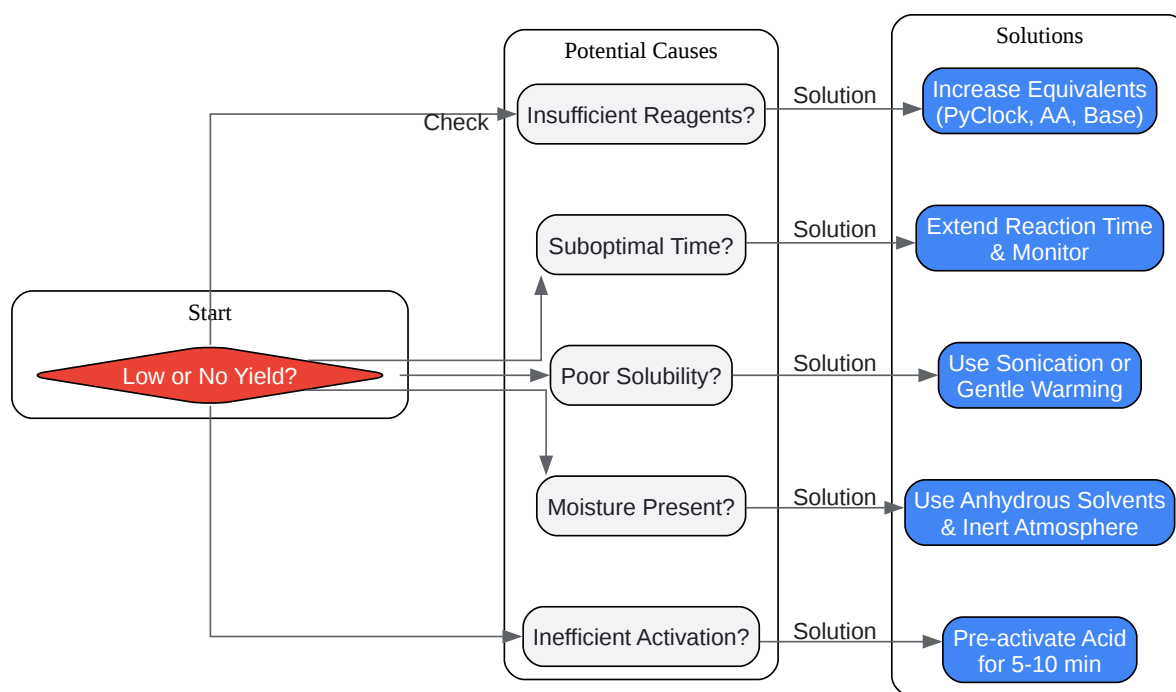 Start
Low or No Yield?
Check
Potential Causes
Insufficient Reagents?
Suboptimal Time?
Poor Solubility?
Moisture Present?
Inefficient Activation?
Solution
Solution
Solution
Solution
Solution
Solutions
Increase Equivalents
(PyClock, AA, Base)
Extend Reaction Time
& Monitor
Use Sonication or
Gentle Warming
Use Anhydrous Solvents
& Inert Atmosphere
Pre-activate Acid
for 5-10 min